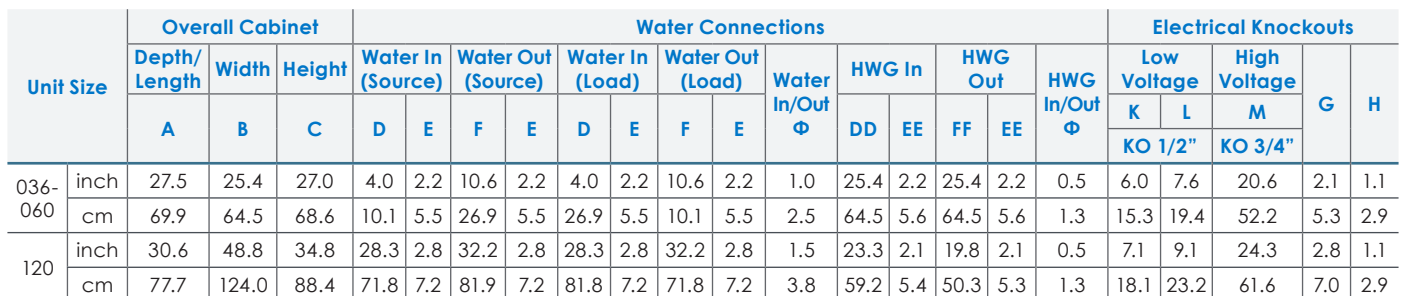 Overall Cabinet Water Connections Electrical Knockouts
Unit Size Depth/Length Width Height Water In (Source) Water Out (Source) Water In (Load) Water Out (Load) Water In/Out Φ HWG In HWG Out HWG In/Out Φ Low Voltage High Voltage G H
A B C D E F E D E F E DD EE FF EE K L M
KO 1/2” KO 3/4”
036-060 inch 27.5 25.4 27.0 4.0 2.2 10.6 2.2 4.0 2.2 10.6 2.2 1.0 25.4 2.2 25.4 2.2 0.5 6.0 7.6 20.6 2.1 1.1
cm 69.9 64.5 68.6 10.1 5.5 26.9 5.5 26.9 5.5 10.1 5.5 2.5 64.5 5.6 64.5 5.6 1.3 15.3 19.4 52.2 5.3 2.9
120 inch 30.6 48.8 34.8 28.3 2.8 32.2 2.8 28.3 2.8 32.2 2.8 1.5 23.3 2.1 19.8 2.1 0.5 7.1 9.1 24.3 2.8 1.1
cm 77.7 124.0 88.4 71.8 7.2 81.9 7.2 81.8 7.2 71.8 7.2 3.8 59.2 5.4 50.3 5.3 1.3 18.1 23.2 61.6 7.0 2.9